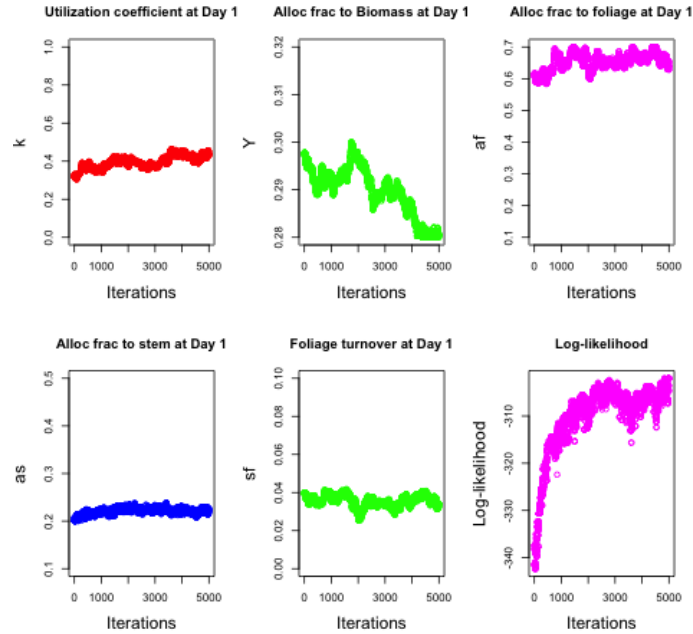 Utilization coefficient at Day 1
k
0.0 0.2 0.4 0.6 0.8 1.0
0 1000 3000 5000
Iterations
Alloc frac to Biomass at Day 1
Y
0.28 0.29 0.30 0.31 0.32
0 1000 3000 5000
Iterations
Alloc frac to foliage at Day 1
af
0.1 0.2 0.3 0.4 0.5 0.6 0.7
0 1000 3000 5000
Iterations
Alloc frac to stem at Day 1
as
0.1 0.2 0.3 0.4 0.5
0 1000 3000 5000
Iterations
Foliage turnover at Day 1
sf
0.00 0.02 0.04 0.06 0.08 0.10
0 1000 3000 5000
Iterations
Log-likelihood
Log-likelihood
-340 -330 -320 -310
0 1000 3000 5000
Iterations